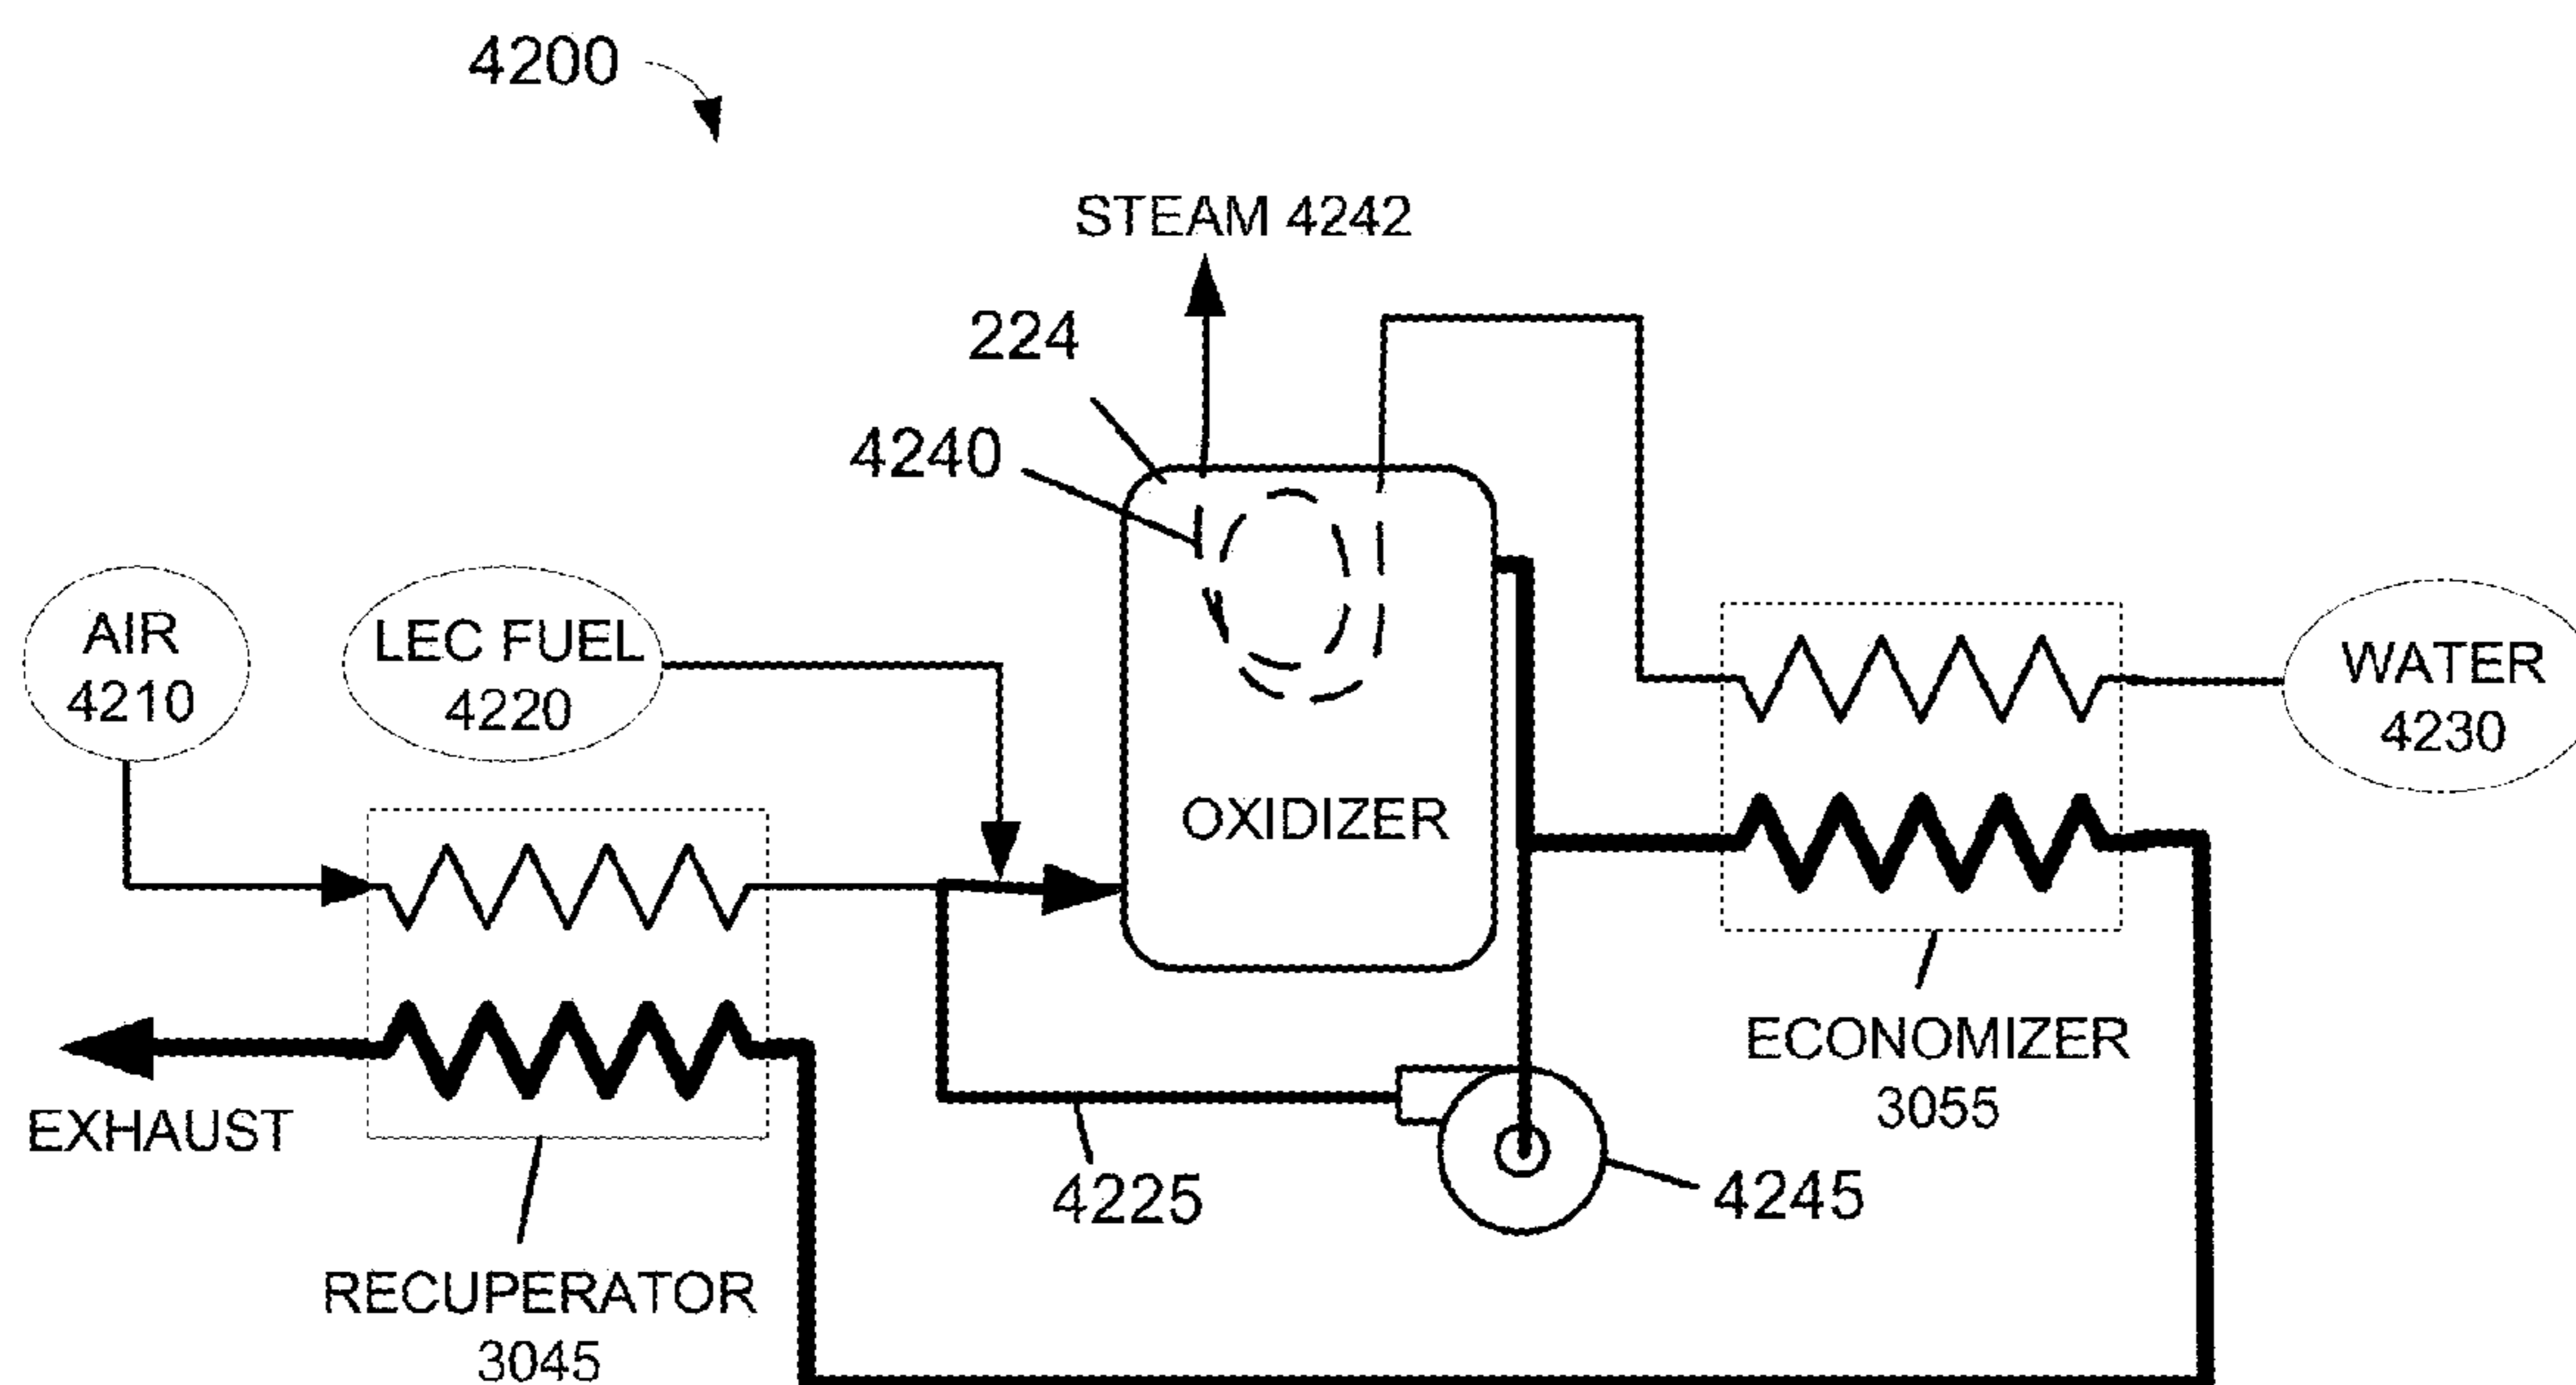 4200
STEAM 4242
224
4240
AIR
4210
LEC FUEL
4220
WATER
4230
OXIDIZER
ECONOMIZER
3055
EXHAUST
4225
4245
RECUPERATOR
3045